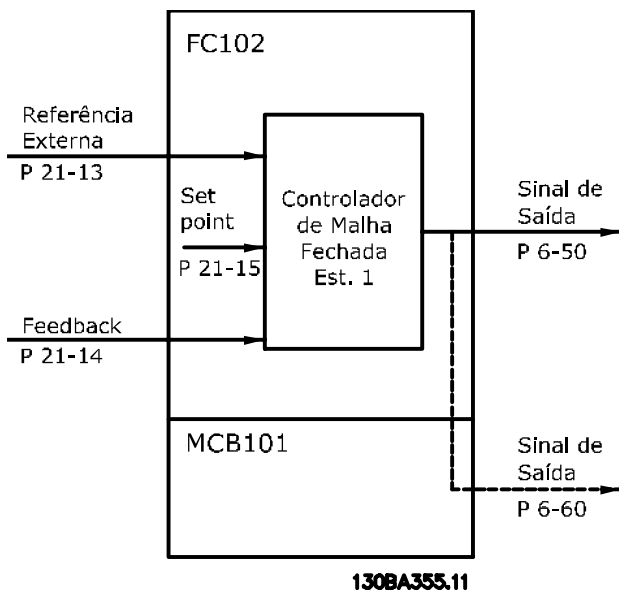 FC102
Referência
Externa
P 21-13
Set
point
P 21-15
Controlador
de Malha
Fechada
Est. 1
Sinal de
Saída
P 6-50
Feedback
P 21-14
MCB101
Sinal de
Saída
P 6-60
130BA355.11